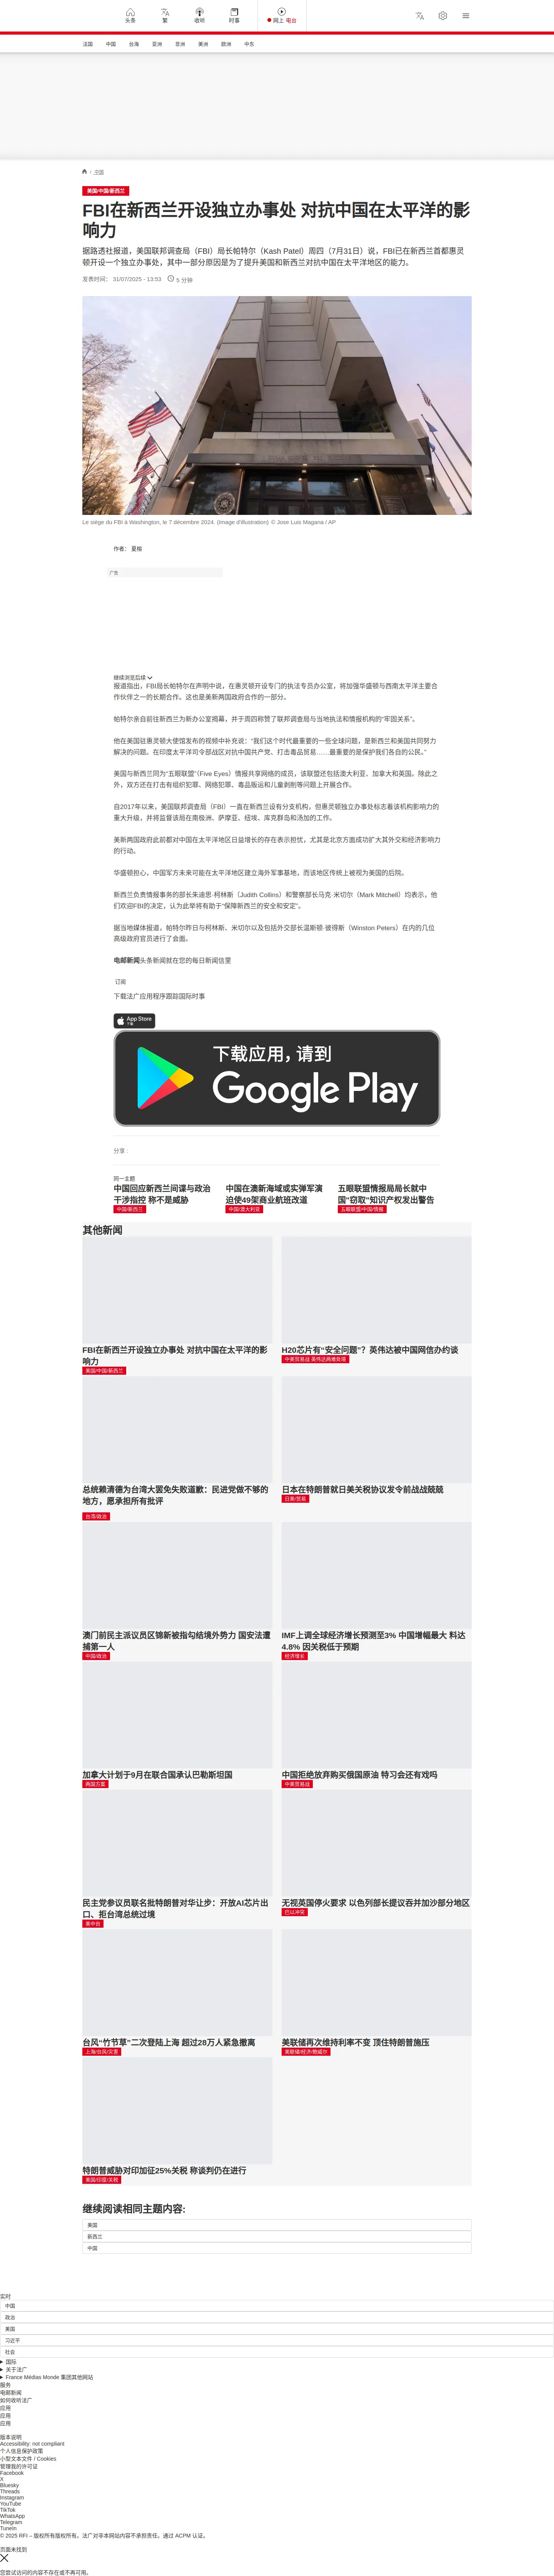 头条
繁
收听
时事
网上 电台
法国
中国
台海
亚洲
非洲
美洲
欧洲
中东
/ 中国
美国/中国/新西兰
FBI在新西兰开设独立办事处 对抗中国在太平洋的影
响力
据路透社报道，美国联邦调查局（FBI）局长帕特尔（Kash Patel）周四（7月31日）说，FBI已在新西兰首都惠灵
顿开设一个独立办事处，其中一部分原因是为了提升美国和新西兰对抗中国在太平洋地区的能力。
发表时间： 31/07/2025 - 13:53
5 分钟
Le siège du FBI à Washington, le 7 décembre 2024. (Image d'illustration) © Jose Luis Magana / AP
作者： 夏榕
广告
继续浏览后续
报道指出，FBI局长帕特尔在声明中说，在惠灵顿开设专门的执法专员办公室，将加强华盛顿与西南太平洋主要合
作伙伴之一的长期合作。这也是美新两国政府合作的一部分。
帕特尔亲自前往新西兰为新办公室揭幕，并于周四称赞了联邦调查局与当地执法和情报机构的“牢固关系”。
他在美国驻惠灵顿大使馆发布的视频中补充说：“我们这个时代最重要的一些全球问题，是新西兰和美国共同努力
解决的问题。在印度太平洋司令部战区对抗中国共产党、打击毒品贸易……最重要的是保护我们各自的公民。”
美国与新西兰同为“五眼联盟”（Five Eyes）情报共享网络的成员，该联盟还包括澳大利亚、加拿大和英国。除此之
外，双方还在打击有组织犯罪、网络犯罪、毒品贩运和儿童剥削等问题上开展合作。
自2017年以来，美国联邦调查局（FBI）一直在新西兰设有分支机构，但惠灵顿独立办事处标志着该机构影响力的
重大升级，并将监督该局在南极洲、萨摩亚、纽埃、库克群岛和汤加的工作。
美新两国政府此前都对中国在太平洋地区日益增长的存在表示担忧，尤其是北京方面成功扩大其外交和经济影响力
的行动。
华盛顿担心，中国军方未来可能在太平洋地区建立海外军事基地，而该地区传统上被视为美国的后院。
新西兰负责情报事务的部长朱迪思·柯林斯（Judith Collins）和警察部长马克·米切尔（Mark Mitchell）均表示，他
们欢迎FBI的决定，认为此举将有助于“保障新西兰的安全和安定”。
据当地媒体报道，帕特尔昨日与柯林斯、米切尔以及包括外交部长温斯顿·彼得斯（Winston Peters）在内的几位
高级政府官员进行了会面。
电邮新闻头条新闻就在您的每日新闻信里
订阅
下载法广应用程序跟踪国际时事
App Store
下载
下载应用，请到
Google Play
分享 :
同一主题
中国回应新西兰间谍与政治
干涉指控 称不是威胁
中国/新西兰
中国在澳新海域或实弹军演
迫使49架商业航班改道
中国/澳大利亚
五眼联盟情报局局长就中
国"窃取"知识产权发出警告
五眼联盟/中国/情报
其他新闻
FBI在新西兰开设独立办事处 对抗中国在太平洋的影
响力
美国/中国/新西兰
H20芯片有“安全问题”？英伟达被中国网信办约谈
中美贸易战 英伟达两难处境
总统赖清德为台湾大罢免失败道歉：民进党做不够的
地方，愿承担所有批评
台湾/政治
日本在特朗普就日美关税协议发令前战战兢兢
日美/贸易
澳门前民主派议员区锦新被指勾结境外势力 国安法遭
捕第一人
中国/政治
IMF上调全球经济增长预测至3% 中国增幅最大 料达
4.8% 因关税低于预期
经济增长
加拿大计划于9月在联合国承认巴勒斯坦国
两国方案
中国拒绝放弃购买俄国原油 特习会还有戏吗
中美贸易战
民主党参议员联名批特朗普对华让步：开放AI芯片出
口、拒台湾总统过境
美中台
无视英国停火要求 以色列部长提议吞并加沙部分地区
巴以冲突
台风“竹节草”二次登陆上海 超过28万人紧急撤离
上海/台风/灾害
美联储再次维持利率不变 顶住特朗普施压
美联储/经济/鲍威尔
特朗普威胁对印加征25%关税 称谈判仍在进行
美国/印度/关税
继续阅读相同主题内容:
美国
新西兰
中国
实时
中国
政治
美国
习近平
社会
国际
关于法广
France Médias Monde 集团其他网站
服务
电邮新闻
如何收听法广
应用
应用
应用
版本说明
Accessibility: not compliant
个人信息保护政策
小型文本文件 / Cookies
管理我的许可证
Facebook
X
Bluesky
Threads
Instagram
YouTube
TikTok
WhatsApp
Telegram
TuneIn
© 2025 RFI – 版权所有版权所有。法广对非本网站内容不承担责任。通过 ACPM 认证。
页面未找到
您尝试访问的内容不存在或不再可用。